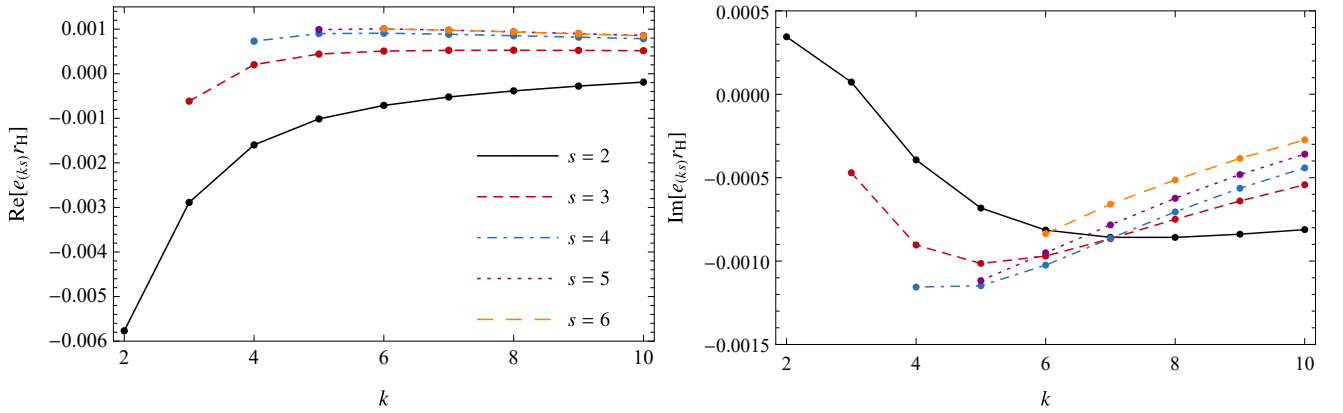 Re[e(ks)rH]
0.001
0.000
−0.001
−0.002
−0.003
−0.004
−0.005
−0.006
s = 2
s = 3
s = 4
s = 5
s = 6
2 4 6 8 10
k
Im[e(ks)rH]
0.0005
0.0000
−0.0005
−0.0010
−0.0015
2 4 6 8 10
k